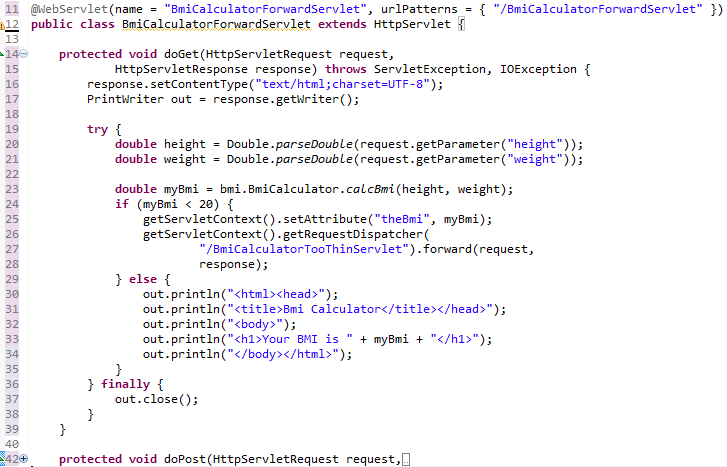 11 @WebServlet(name = "BmiCalculatorForwardServlet", urlPatterns = { "/BmiCalculatorForwardServlet" })
12 public class BmiCalculatorForwardServlet extends HttpServlet {
13
14 protected void doGet(HttpServletRequest request,
15 HttpServletResponse response) throws ServletException, IOException {
16 response.setContentType("text/html;charset=UTF-8");
17 PrintWriter out = response.getWriter();
18
19 try {
20 double height = Double.parseDouble(request.getParameter("height"));
21 double weight = Double.parseDouble(request.getParameter("weight"));
22
23 double myBmi = bmi.BmiCalculator.calcBmi(height, weight);
24 if (myBmi < 20) {
25 getServletContext().setAttribute("theBmi", myBmi);
26 getServletContext().getRequestDispatcher(
27 "/BmiCalculatorTooThinServlet").forward(request,
28 response);
29 } else {
30 out.println("<html><head>");
31 out.println("<title>Bmi Calculator</title></head>");
32 out.println("<body>");
33 out.println("<h1>Your BMI is " + myBmi + "</h1>");
34 out.println("</body></html>");
35 }
36 } finally {
37 out.close();
38 }
39 }
40
42 protected void doPost(HttpServletRequest request,